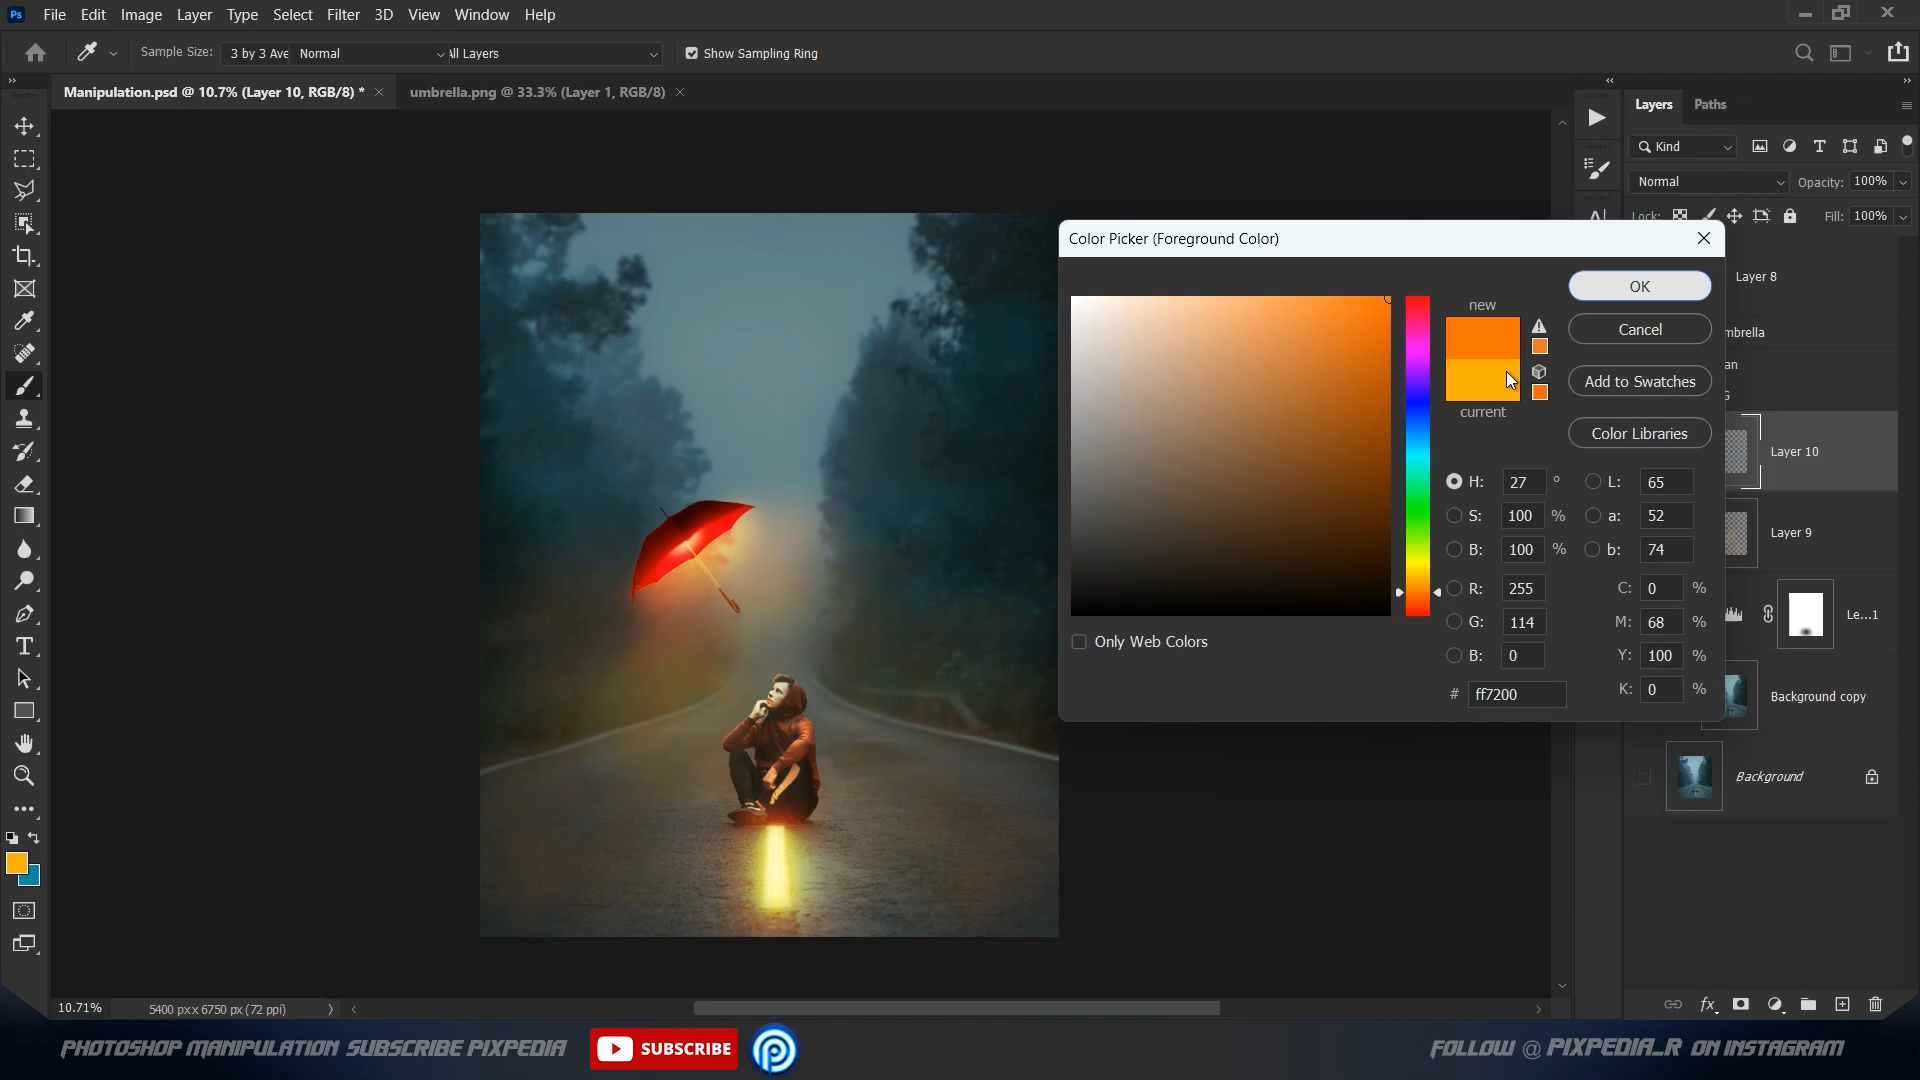 Ps File Edit Image Layer Type Select Filter 3D View Window Help
Sample Size: 3 by 3 Ave Normal All Layers Show Sampling Ring
Manipulation.psd @ 10.7% (Layer 10, RGB/8) * umbrella.png @ 33.3% (Layer 1, RGB/8)
Layers Paths
Kind
Normal Opacity: 100%
Lock: Fill: 100%
Color Picker (Foreground Color)
new
current
OK
Cancel
Add to Swatches
Color Libraries
H: 27 ° L: 65
S: 100 % a: 52
B: 100 % b: 74
R: 255 C: 0 %
G: 114 M: 68 %
B: 0 Y: 100 %
# ff7200 K: 0 %
Only Web Colors
Layer 8
mbrella
an
Layer 10
Layer 9
Le...1
Background copy
Background
10.71% 5400 px x 6750 px (72 ppi)
PHOTOSHOP MANIPULATION SUBSCRIBE PIXPEDIA
SUBSCRIBE
FOLLOW @ PIXPEDIA_R ON INSTAGRAM